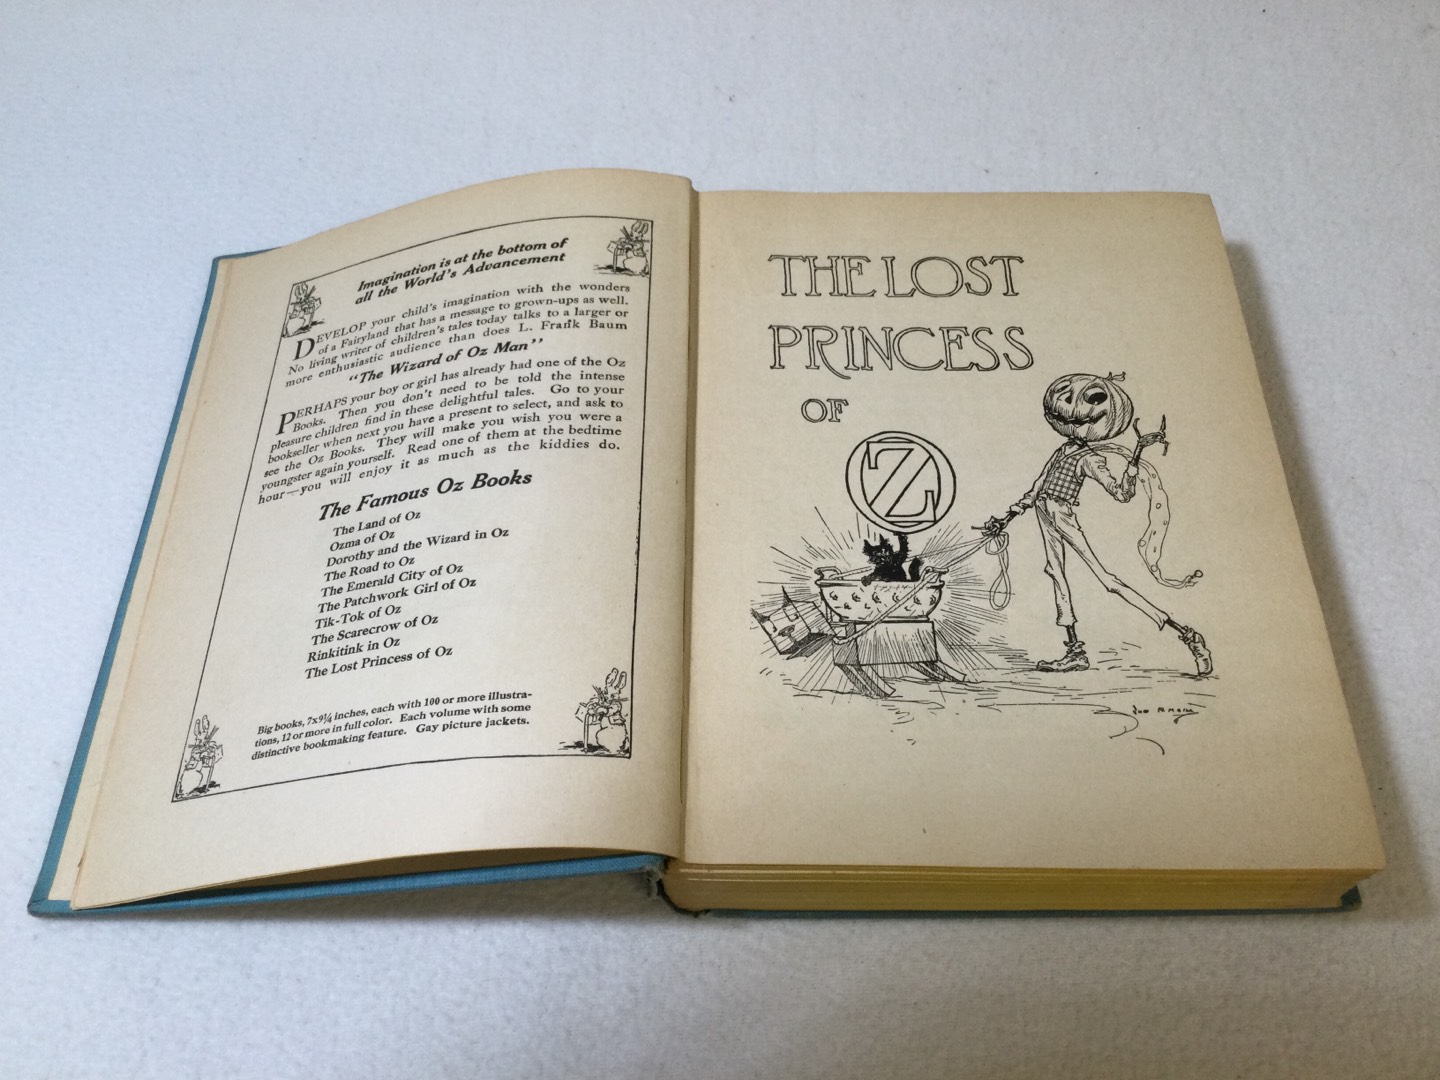 Imagination is at the bottom of
all the World's Advancement
DEVELOP your child's imagination with the wonders
of a Fairyland that has a message to grown-ups as well.
No living writer of children's tales today talks to a larger or
more enthusiastic audience than does L. Frank Baum
"The Wizard of Oz Man"
PERHAPS your boy or girl has already had one of the Oz
Books. Then you don't need to be told the intense
pleasure children find in these delightful tales. Go to your
bookseller when next you have a present to select, and ask to
see the Oz Books. They will make you wish you were a
youngster again yourself. Read one of them at the bedtime
hour—you will enjoy it as much as the kiddies do.
The Famous Oz Books
The Land of Oz
Ozma of Oz
Dorothy and the Wizard in Oz
The Road to Oz
The Emerald City of Oz
The Patchwork Girl of Oz
Tik-Tok of Oz
The Scarecrow of Oz
Rinkitink in Oz
The Lost Princess of Oz
Big books, 7x9¼ inches, each with 100 or more illustra-
tions, 12 or more in full color. Each volume with some
distinctive bookmaking feature. Gay picture jackets.
THE LOST
PRINCESS
OF
OZ